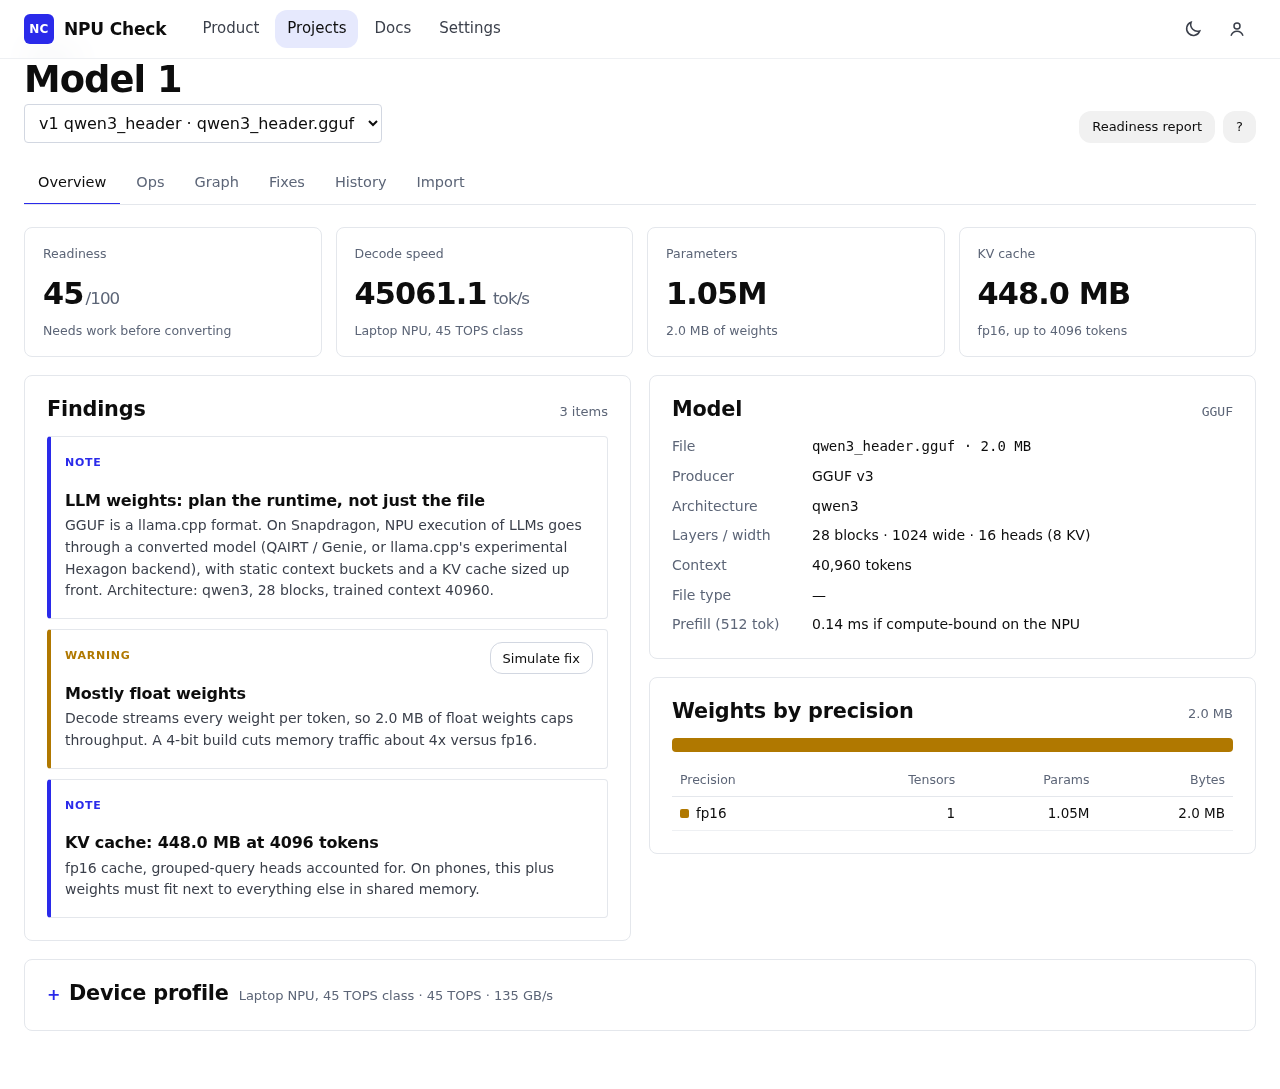 NC NPU Check Product Projects Docs Settings
Model 1
v1 qwen3_header · qwen3_header.gguf
Readiness report ?
Overview Ops Graph Fixes History Import
Readiness
45 /100
Needs work before converting
Decode speed
45061.1 tok/s
Laptop NPU, 45 TOPS class
Parameters
1.05M
2.0 MB of weights
KV cache
448.0 MB
fp16, up to 4096 tokens
Findings 3 items
NOTE
LLM weights: plan the runtime, not just the file
GGUF is a llama.cpp format. On Snapdragon, NPU execution of LLMs goes
through a converted model (QAIRT / Genie, or llama.cpp's experimental
Hexagon backend), with static context buckets and a KV cache sized up
front. Architecture: qwen3, 28 blocks, trained context 40960.
WARNING Simulate fix
Mostly float weights
Decode streams every weight per token, so 2.0 MB of float weights caps
throughput. A 4-bit build cuts memory traffic about 4x versus fp16.
NOTE
KV cache: 448.0 MB at 4096 tokens
fp16 cache, grouped-query heads accounted for. On phones, this plus
weights must fit next to everything else in shared memory.
Model GGUF
File qwen3_header.gguf · 2.0 MB
Producer GGUF v3
Architecture qwen3
Layers / width 28 blocks · 1024 wide · 16 heads (8 KV)
Context 40,960 tokens
File type —
Prefill (512 tok) 0.14 ms if compute-bound on the NPU
Weights by precision 2.0 MB
Precision Tensors Params Bytes
fp16 1 1.05M 2.0 MB
+ Device profile Laptop NPU, 45 TOPS class · 45 TOPS · 135 GB/s